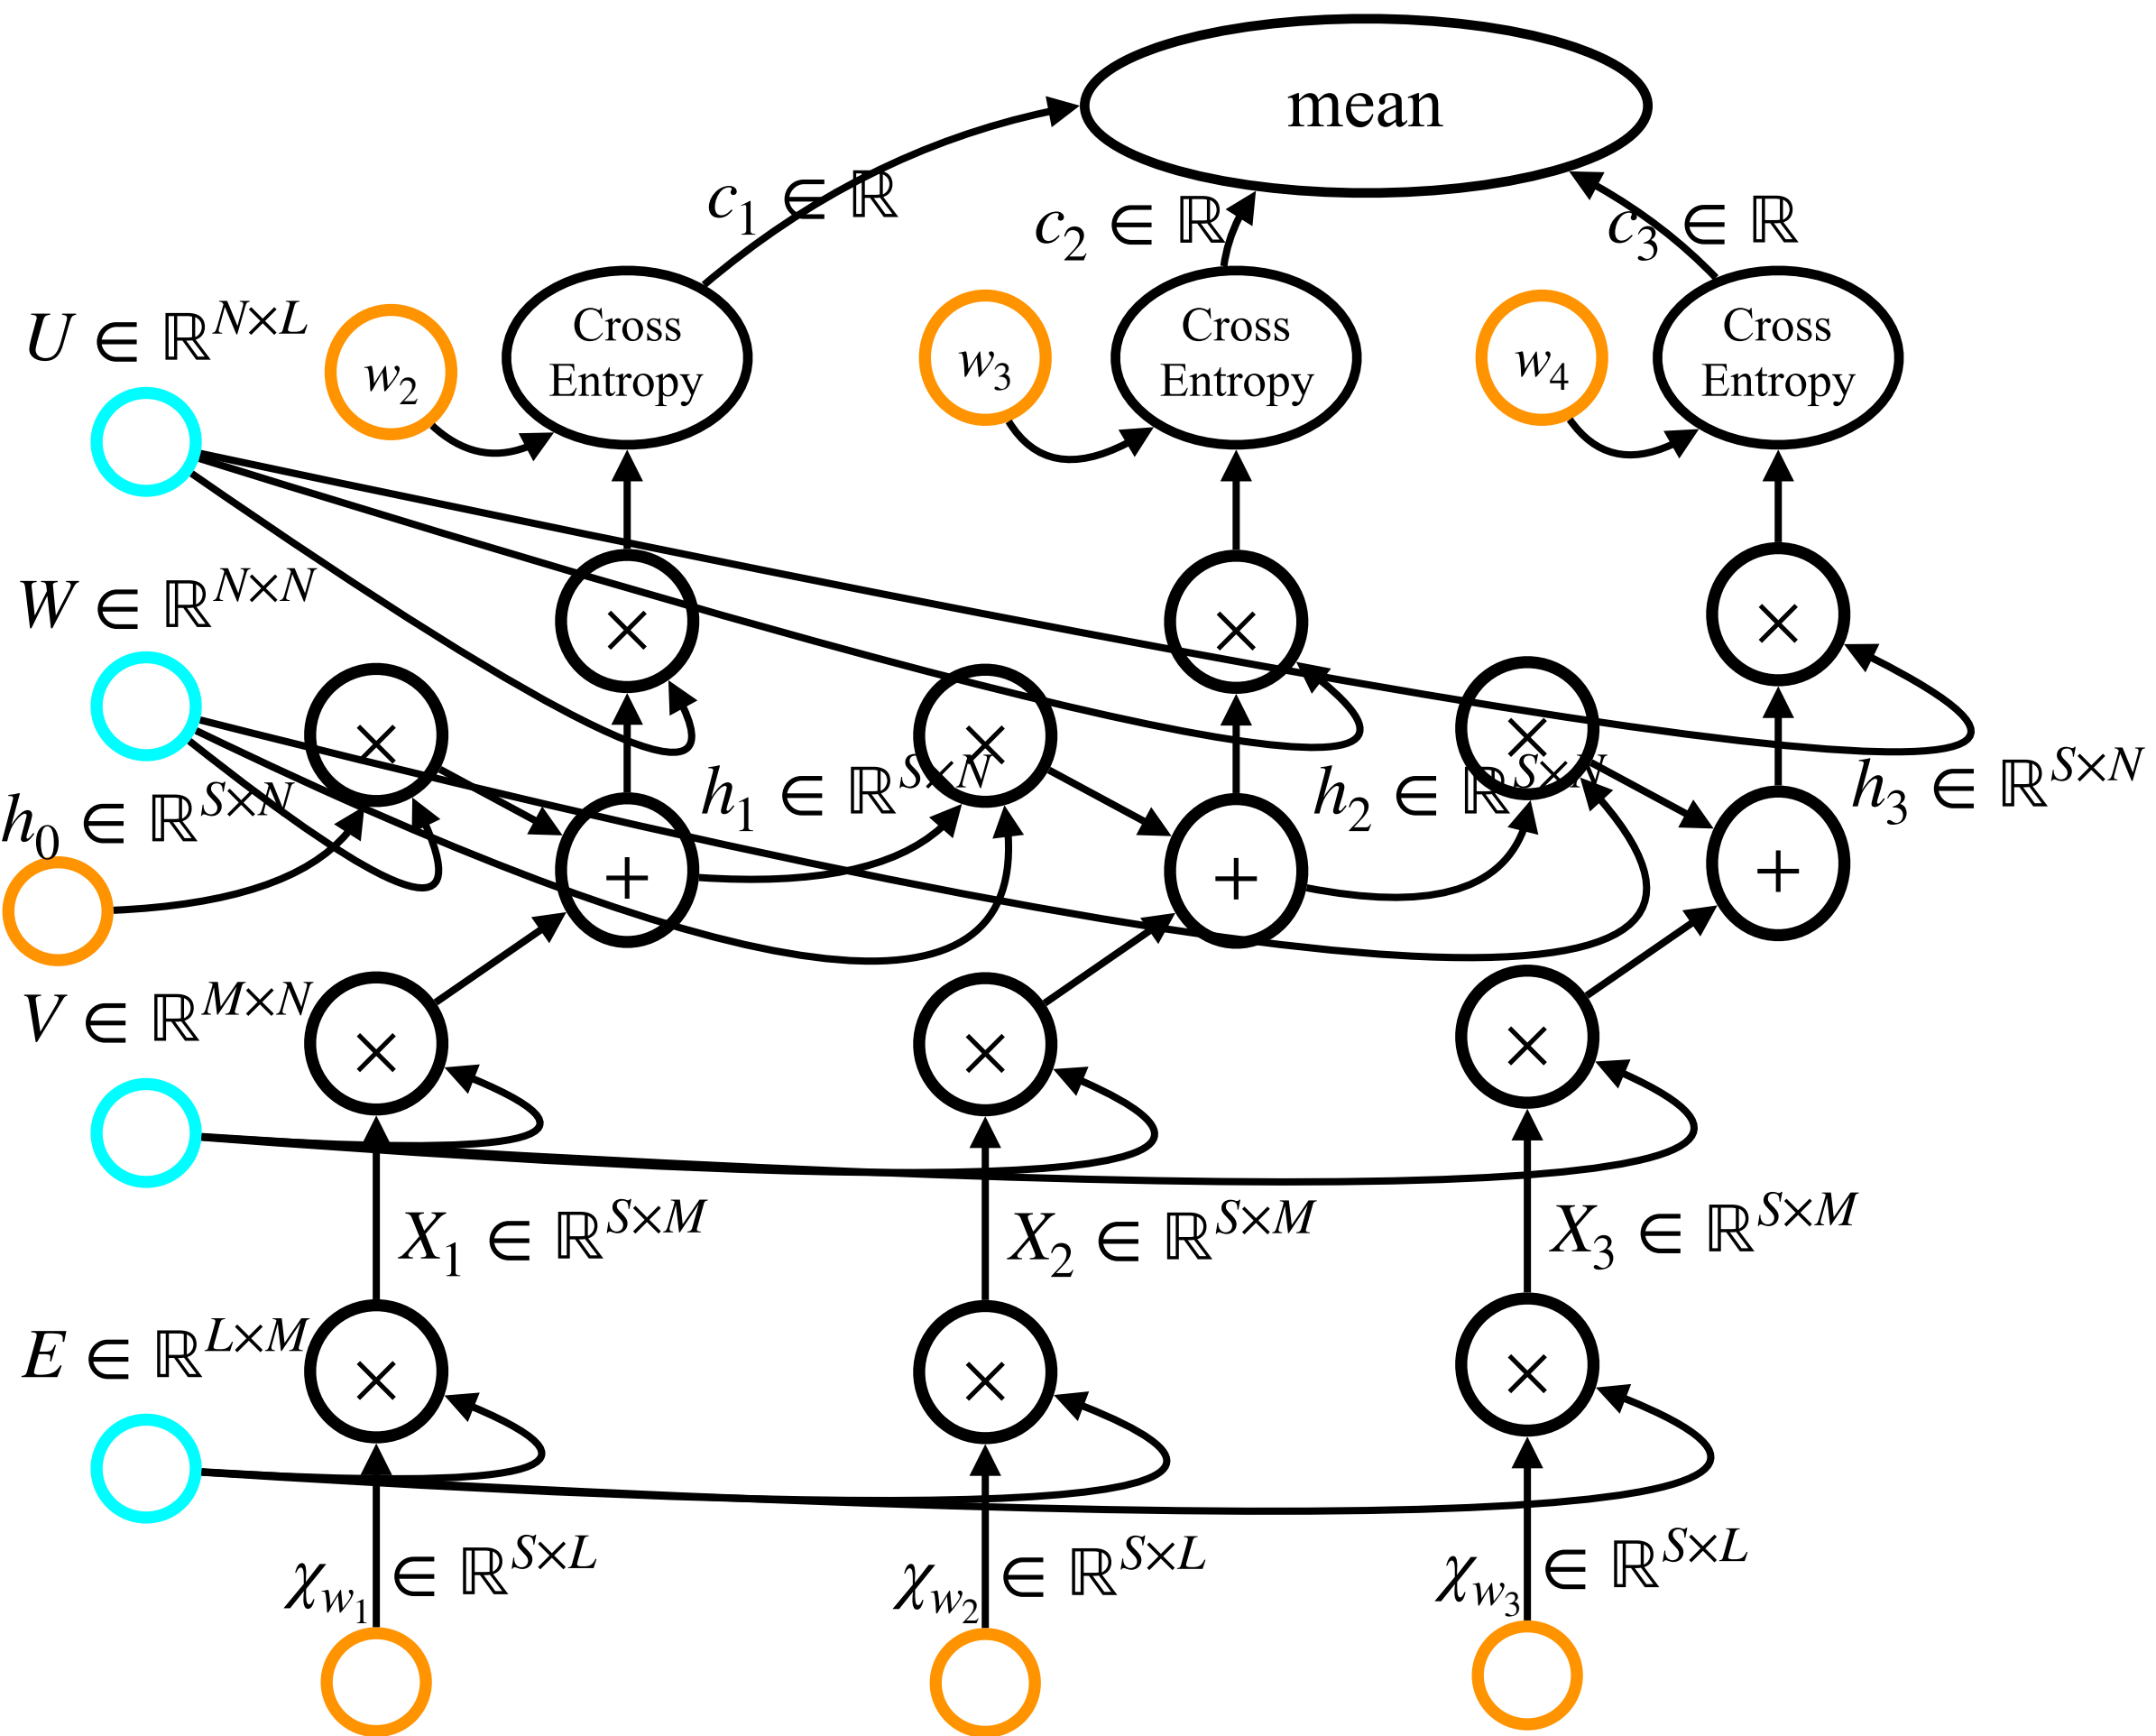 mean
c₁ ∈ ℝ
c₂ ∈ ℝ
c₃ ∈ ℝ
U ∈ ℝ^{N×L}
w₂
Cross
Entropy
w₃
Cross
Entropy
w₄
Cross
Entropy
W ∈ ℝ^{N×N}
×
×
×
×
×
×
h₀ ∈ ℝ^{S×N}
h₁ ∈ ℝ^{S×N}
h₂ ∈ ℝ^{S×N}
h₃ ∈ ℝ^{S×N}
+
+
+
V ∈ ℝ^{M×N}
×
×
×
X₁ ∈ ℝ^{S×M}
X₂ ∈ ℝ^{S×M}
X₃ ∈ ℝ^{S×M}
E ∈ ℝ^{L×M}
×
×
×
χ_{w₁} ∈ ℝ^{S×L}
χ_{w₂} ∈ ℝ^{S×L}
χ_{w₃} ∈ ℝ^{S×L}